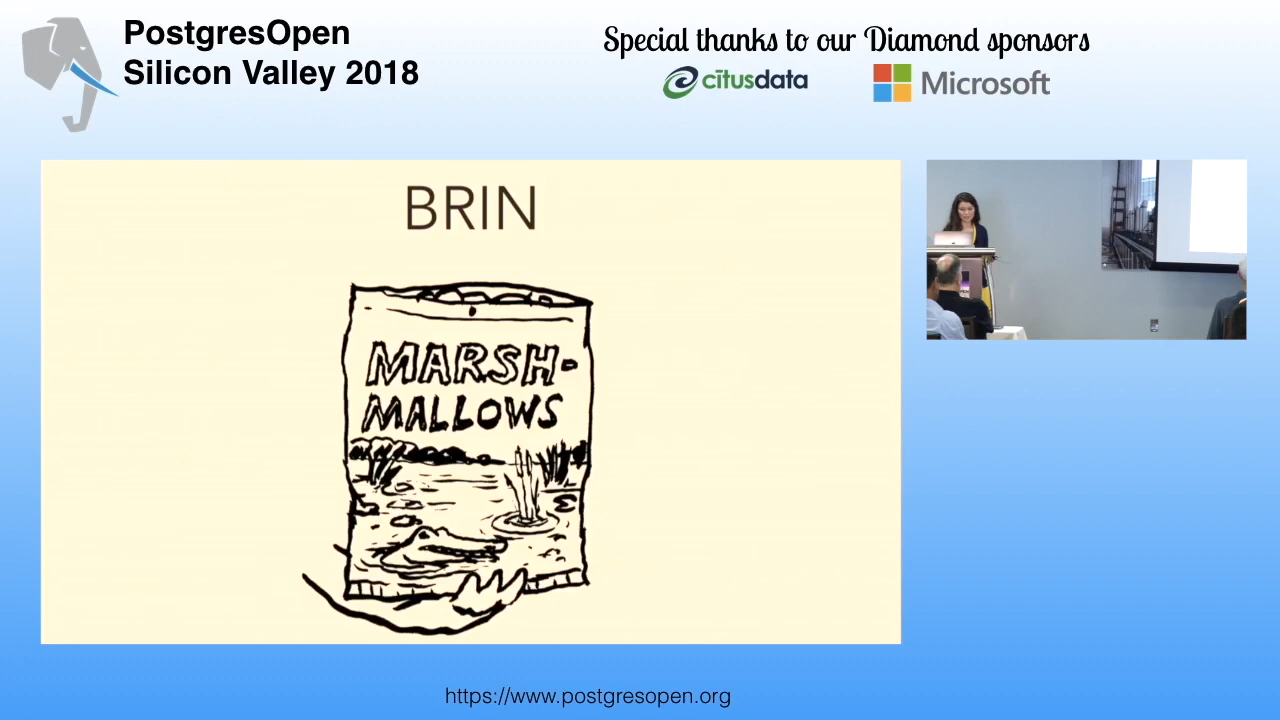 PostgresOpen
Silicon Valley 2018
Special thanks to our Diamond sponsors
citusdata
Microsoft
BRIN
MARSH-
MALLOWS
https://www.postgresopen.org